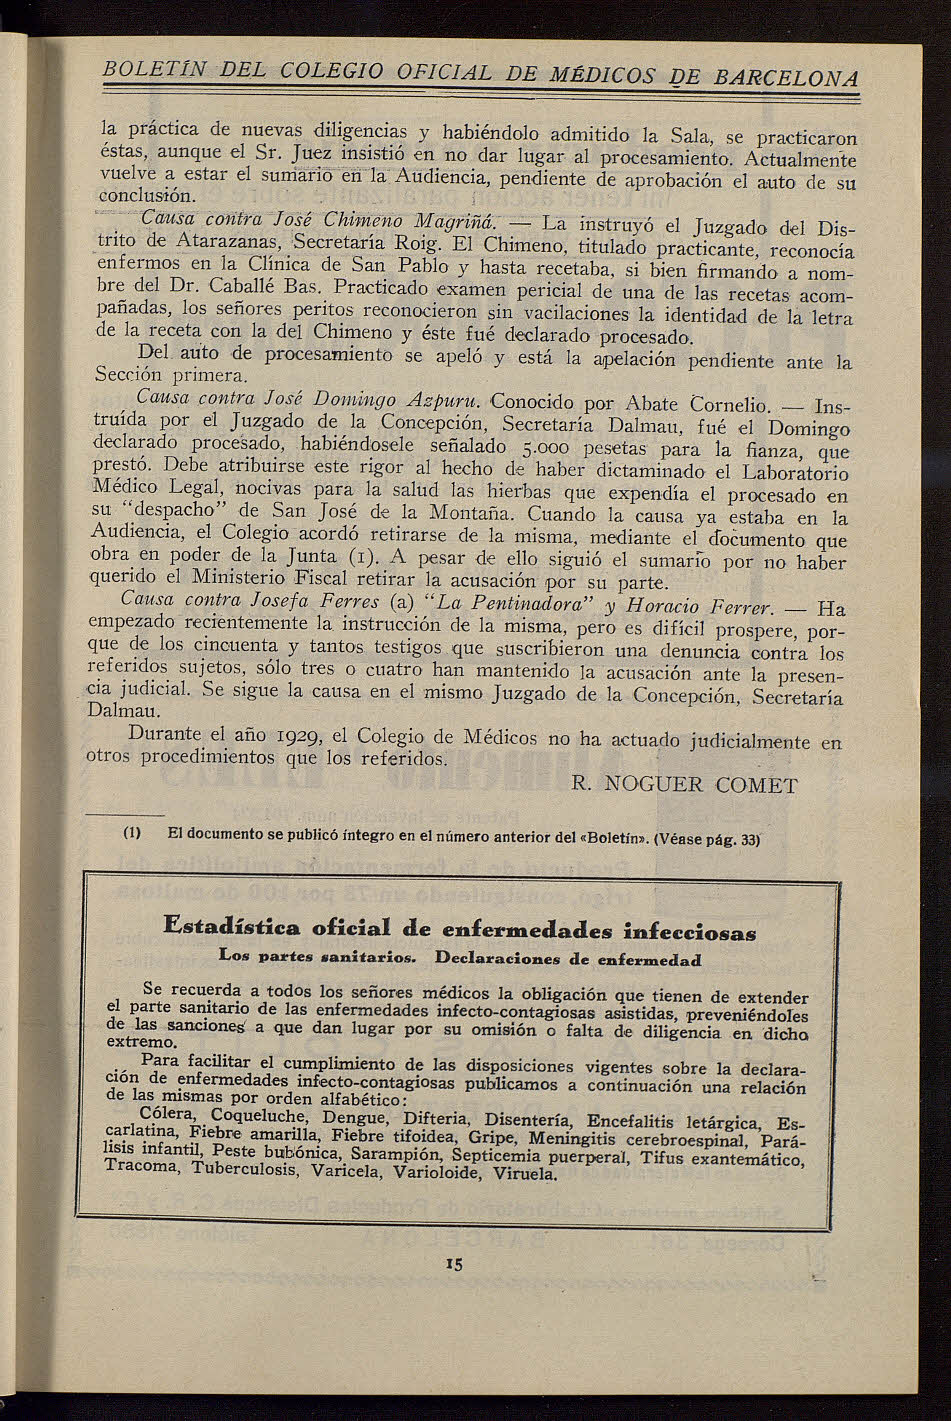 BOLETÍN DEL COLEGIO OFICIAL DE MÉDICOS DE BARCELONA
la práctica de nuevas diligencias y habiéndolo admitido la Sala, se practicaron
éstas, aunque el Sr. Juez insistió en no dar lugar al procesamiento. Actualmente
vuelve a estar el sumario en la Audiencia, pendiente de aprobación el auto de su
conclusión.
Causa contra José Chimeno Magriñá. — La instruyó el Juzgado del Dis-
trito de Atarazanas, Secretaría Roig. El Chimeno, titulado practicante, reconocía
enfermos en la Clínica de San Pablo y hasta recetaba, si bien firmando a nom-
bre del Dr. Caballé Bas. Practicado examen pericial de una de las recetas acom-
pañadas, los señores peritos reconocieron sin vacilaciones la identidad de la letra
de la receta con la del Chimeno y éste fué declarado procesado.
Del auto de procesamiento se apeló y está la apelación pendiente ante la
Sección primera.
Causa contra José Domingo Azpuru. Conocido por Abate Cornelio. — Ins-
truída por el Juzgado de la Concepción, Secretaría Dalmau, fué el Domingo
declarado procesado, habiéndosele señalado 5.000 pesetas para la fianza, que
prestó. Debe atribuirse este rigor al hecho de haber dictaminado el Laboratorio
Médico Legal, nocivas para la salud las hierbas que expendía el procesado en
su “despacho” de San José de la Montaña. Cuando la causa ya estaba en la
Audiencia, el Colegio acordó retirarse de la misma, mediante el documento que
obra en poder de la Junta (1). A pesar de ello siguió el sumario por no haber
querido el Ministerio Fiscal retirar la acusación por su parte.
Causa contra Josefa Ferres (a) “La Pentinadora” y Horacio Ferrer. — Ha
empezado recientemente la instrucción de la misma, pero es difícil prospere, por-
que de los cincuenta y tantos testigos que suscribieron una denuncia contra los
referidos sujetos, sólo tres o cuatro han mantenido la acusación ante la presen-
cia judicial. Se sigue la causa en el mismo Juzgado de la Concepción, Secretaría
Dalmau.
Durante el año 1929, el Colegio de Médicos no ha actuado judicialmente en
otros procedimientos que los referidos.
R. NOGUER COMET
(1) El documento se publicó íntegro en el número anterior del «Boletín». (Véase pág. 33)
Estadística oficial de enfermedades infecciosas
Los partes sanitarios. Declaraciones de enfermedad
Se recuerda a todos los señores médicos la obligación que tienen de extender
el parte sanitario de las enfermedades infecto-contagiosas asistidas, preveniéndoles
de las sanciones a que dan lugar por su omisión o falta de diligencia en dicho
extremo.
Para facilitar el cumplimiento de las disposiciones vigentes sobre la declara-
ción de enfermedades infecto-contagiosas publicamos a continuación una relación
de las mismas por orden alfabético:
Cólera, Coqueluche, Dengue, Difteria, Disentería, Encefalitis letárgica, Es-
carlatina, Fiebre amarilla, Fiebre tifoidea, Gripe, Meningitis cerebroespinal, Pará-
lisis infantil, Peste bubónica, Sarampión, Septicemia puerperal, Tifus exantemático,
Tracoma, Tuberculosis, Varicela, Varioloide, Viruela.
15